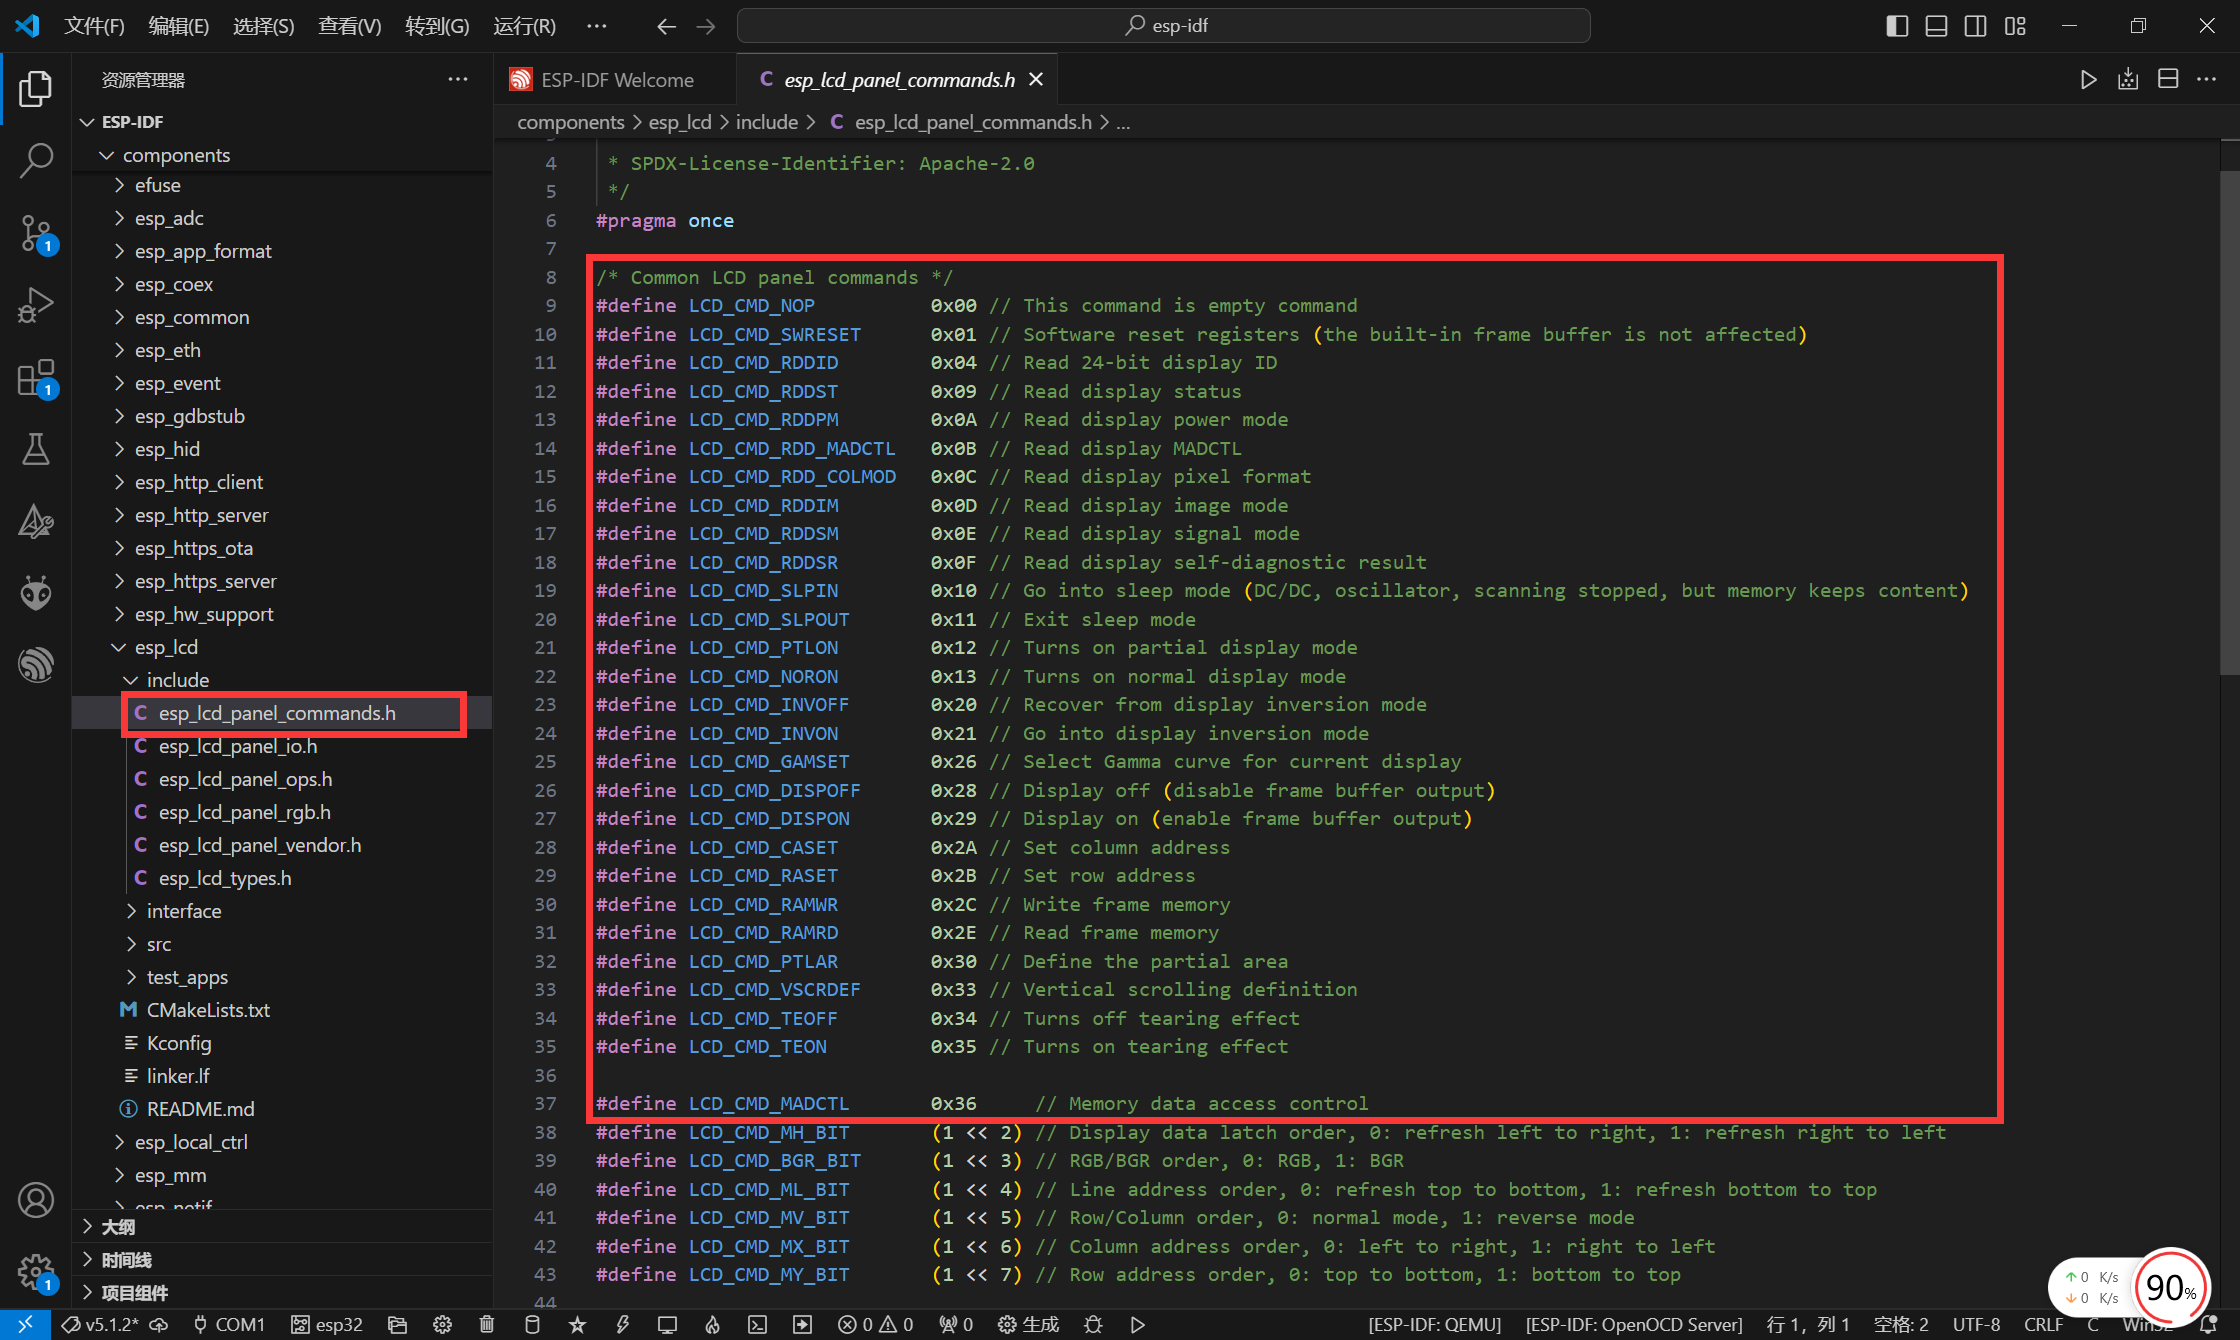 文件(F) 编辑(E) 选择(S) 查看(V) 转到(G) 运行(R) ··· esp-idf
资源管理器 ···
ESP-IDF Welcome
C esp_lcd_panel_commands.h
components > esp_lcd > include > C esp_lcd_panel_commands.h > ...
ESP-IDF
components
efuse
esp_adc
esp_app_format
esp_coex
esp_common
esp_eth
esp_event
esp_gdbstub
esp_hid
esp_http_client
esp_http_server
esp_https_ota
esp_https_server
esp_hw_support
esp_lcd
include
C esp_lcd_panel_commands.h
C esp_lcd_panel_io.h
C esp_lcd_panel_ops.h
C esp_lcd_panel_rgb.h
C esp_lcd_panel_vendor.h
C esp_lcd_types.h
interface
src
test_apps
M CMakeLists.txt
Kconfig
linker.lf
README.md
esp_local_ctrl
esp_mm
esp_netif
大纲
时间线
项目组件
1
1
1
4 * SPDX-License-Identifier: Apache-2.0
5 */
6 #pragma once
7
8 /* Common LCD panel commands */
9 #define LCD_CMD_NOP 0x00 // This command is empty command
10 #define LCD_CMD_SWRESET 0x01 // Software reset registers (the built-in frame buffer is not affected)
11 #define LCD_CMD_RDDID 0x04 // Read 24-bit display ID
12 #define LCD_CMD_RDDST 0x09 // Read display status
13 #define LCD_CMD_RDDPM 0x0A // Read display power mode
14 #define LCD_CMD_RDD_MADCTL 0x0B // Read display MADCTL
15 #define LCD_CMD_RDD_COLMOD 0x0C // Read display pixel format
16 #define LCD_CMD_RDDIM 0x0D // Read display image mode
17 #define LCD_CMD_RDDSM 0x0E // Read display signal mode
18 #define LCD_CMD_RDDSR 0x0F // Read display self-diagnostic result
19 #define LCD_CMD_SLPIN 0x10 // Go into sleep mode (DC/DC, oscillator, scanning stopped, but memory keeps content)
20 #define LCD_CMD_SLPOUT 0x11 // Exit sleep mode
21 #define LCD_CMD_PTLON 0x12 // Turns on partial display mode
22 #define LCD_CMD_NORON 0x13 // Turns on normal display mode
23 #define LCD_CMD_INVOFF 0x20 // Recover from display inversion mode
24 #define LCD_CMD_INVON 0x21 // Go into display inversion mode
25 #define LCD_CMD_GAMSET 0x26 // Select Gamma curve for current display
26 #define LCD_CMD_DISPOFF 0x28 // Display off (disable frame buffer output)
27 #define LCD_CMD_DISPON 0x29 // Display on (enable frame buffer output)
28 #define LCD_CMD_CASET 0x2A // Set column address
29 #define LCD_CMD_RASET 0x2B // Set row address
30 #define LCD_CMD_RAMWR 0x2C // Write frame memory
31 #define LCD_CMD_RAMRD 0x2E // Read frame memory
32 #define LCD_CMD_PTLAR 0x30 // Define the partial area
33 #define LCD_CMD_VSCRDEF 0x33 // Vertical scrolling definition
34 #define LCD_CMD_TEOFF 0x34 // Turns off tearing effect
35 #define LCD_CMD_TEON 0x35 // Turns on tearing effect
36
37 #define LCD_CMD_MADCTL 0x36 // Memory data access control
38 #define LCD_CMD_MH_BIT (1 << 2) // Display data latch order, 0: refresh left to right, 1: refresh right to left
39 #define LCD_CMD_BGR_BIT (1 << 3) // RGB/BGR order, 0: RGB, 1: BGR
40 #define LCD_CMD_ML_BIT (1 << 4) // Line address order, 0: refresh top to bottom, 1: refresh bottom to top
41 #define LCD_CMD_MV_BIT (1 << 5) // Row/Column order, 0: normal mode, 1: reverse mode
42 #define LCD_CMD_MX_BIT (1 << 6) // Column address order, 0: left to right, 1: right to left
43 #define LCD_CMD_MY_BIT (1 << 7) // Row address order, 0: top to bottom, 1: bottom to top
44
↑ 0 K/s
↓ 0 K/s
90%
v5.1.2* COM1 esp32 0 0 0 生成 [ESP-IDF: QEMU] [ESP-IDF: OpenOCD Server] 行 1，列 1 空格: 2 UTF-8 CRLF C